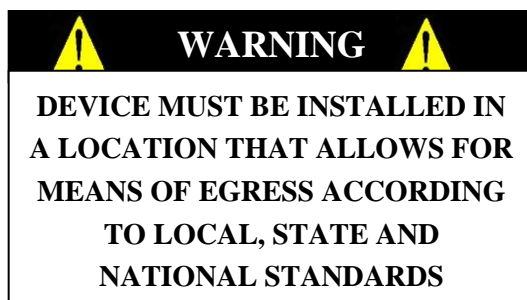 WARNING
DEVICE MUST BE INSTALLED IN
A LOCATION THAT ALLOWS FOR
MEANS OF EGRESS ACCORDING
TO LOCAL, STATE AND
NATIONAL STANDARDS